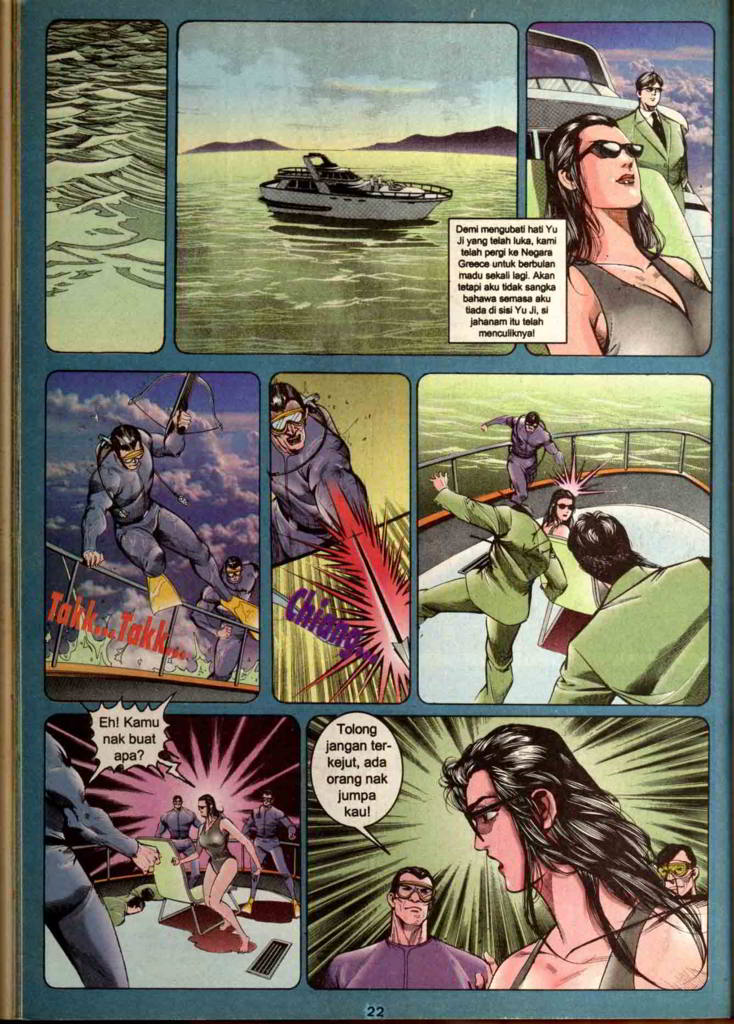 Demi mengubati hati Yu
Ji yang telah luka, kami
telah pergi ke Negara
Greece untuk berbulan
madu sekali lagi. Akan
tetapi aku tidak sangka
bahawa semasa aku
tiada di sisi Yu Ji, si
jahanam itu telah
menculiknya!
Takk...Takk...
Chiang...
Eh! Kamu
nak buat
apa?
Tolong
jangan ter-
kejut, ada
orang nak
jumpa
kau!
22